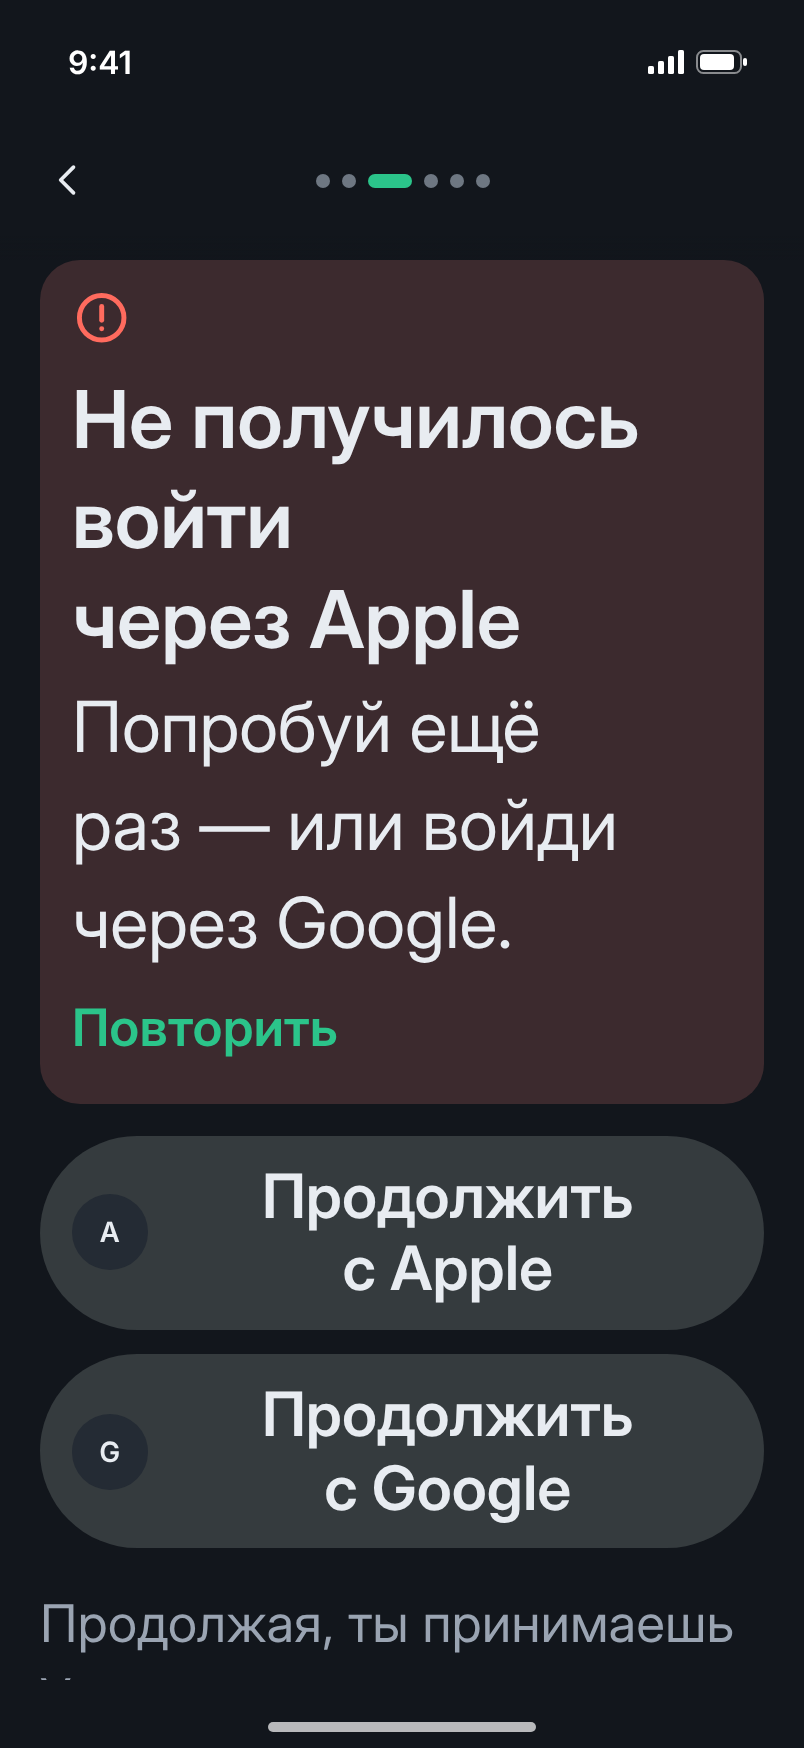 9:41
Не получилось
войти
через Apple
Попробуй ещё
раз — или войди
через Google.
Повторить
A
Продолжить
с Apple
G
Продолжить
с Google
Продолжая, ты принимаешь